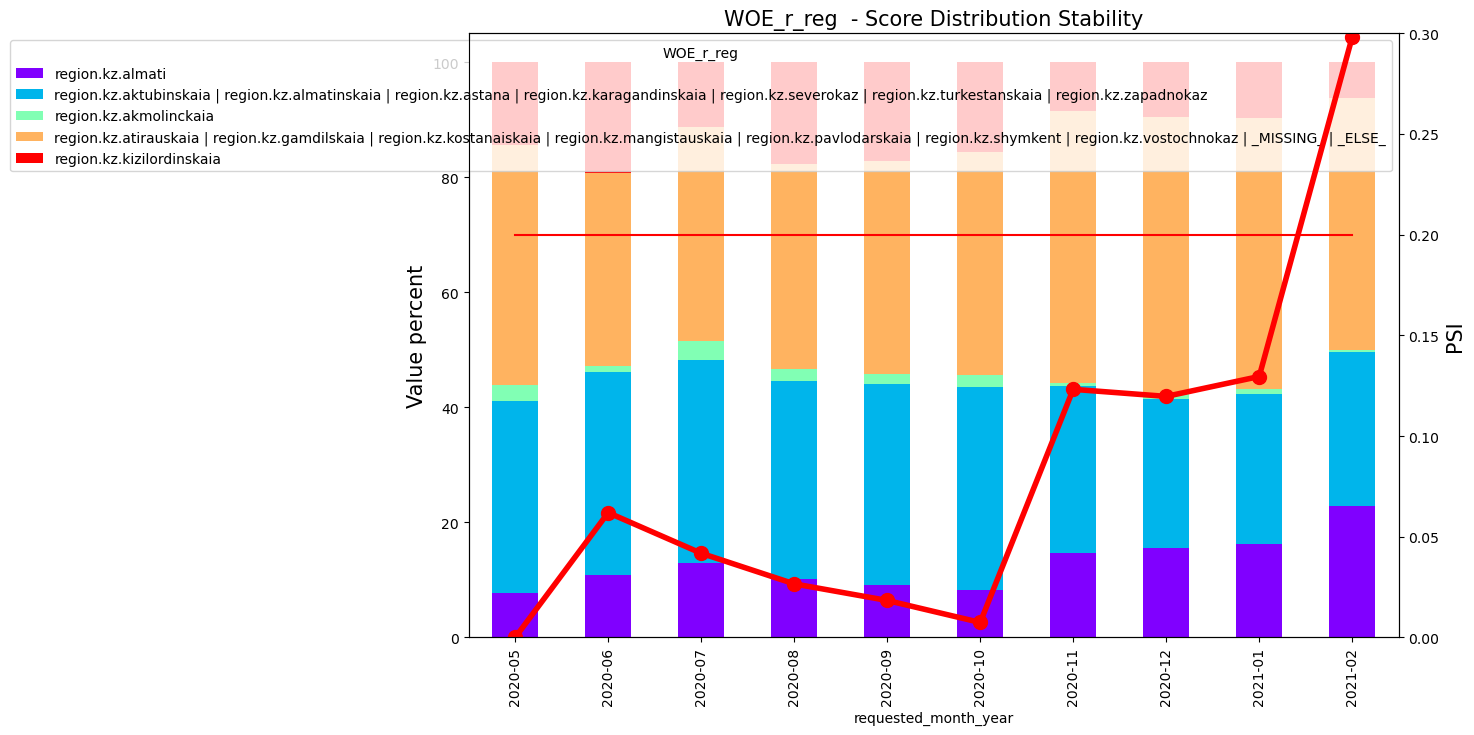 WOE_r_reg - Score Distribution Stability
WOE_r_reg
region.kz.almati
region.kz.aktubinskaia | region.kz.almatinskaia | region.kz.astana | region.kz.karagandinskaia | region.kz.severokaz | region.kz.turkestanskaia | region.kz.zapadnokaz
region.kz.akmolinckaia
region.kz.atirauskaia | region.kz.gamdilskaia | region.kz.kostanaiskaia | region.kz.mangistauskaia | region.kz.pavlodarskaia | region.kz.shymkent | region.kz.vostochnokaz | _MISSING_ | _ELSE_
region.kz.kizilordinskaia
Value percent
100
80
60
40
20
0
0.30
0.25
0.20
0.15
0.10
0.05
0.00
PSI
2020-05
2020-06
2020-07
2020-08
2020-09
2020-10
2020-11
2020-12
2021-01
2021-02
requested_month_year